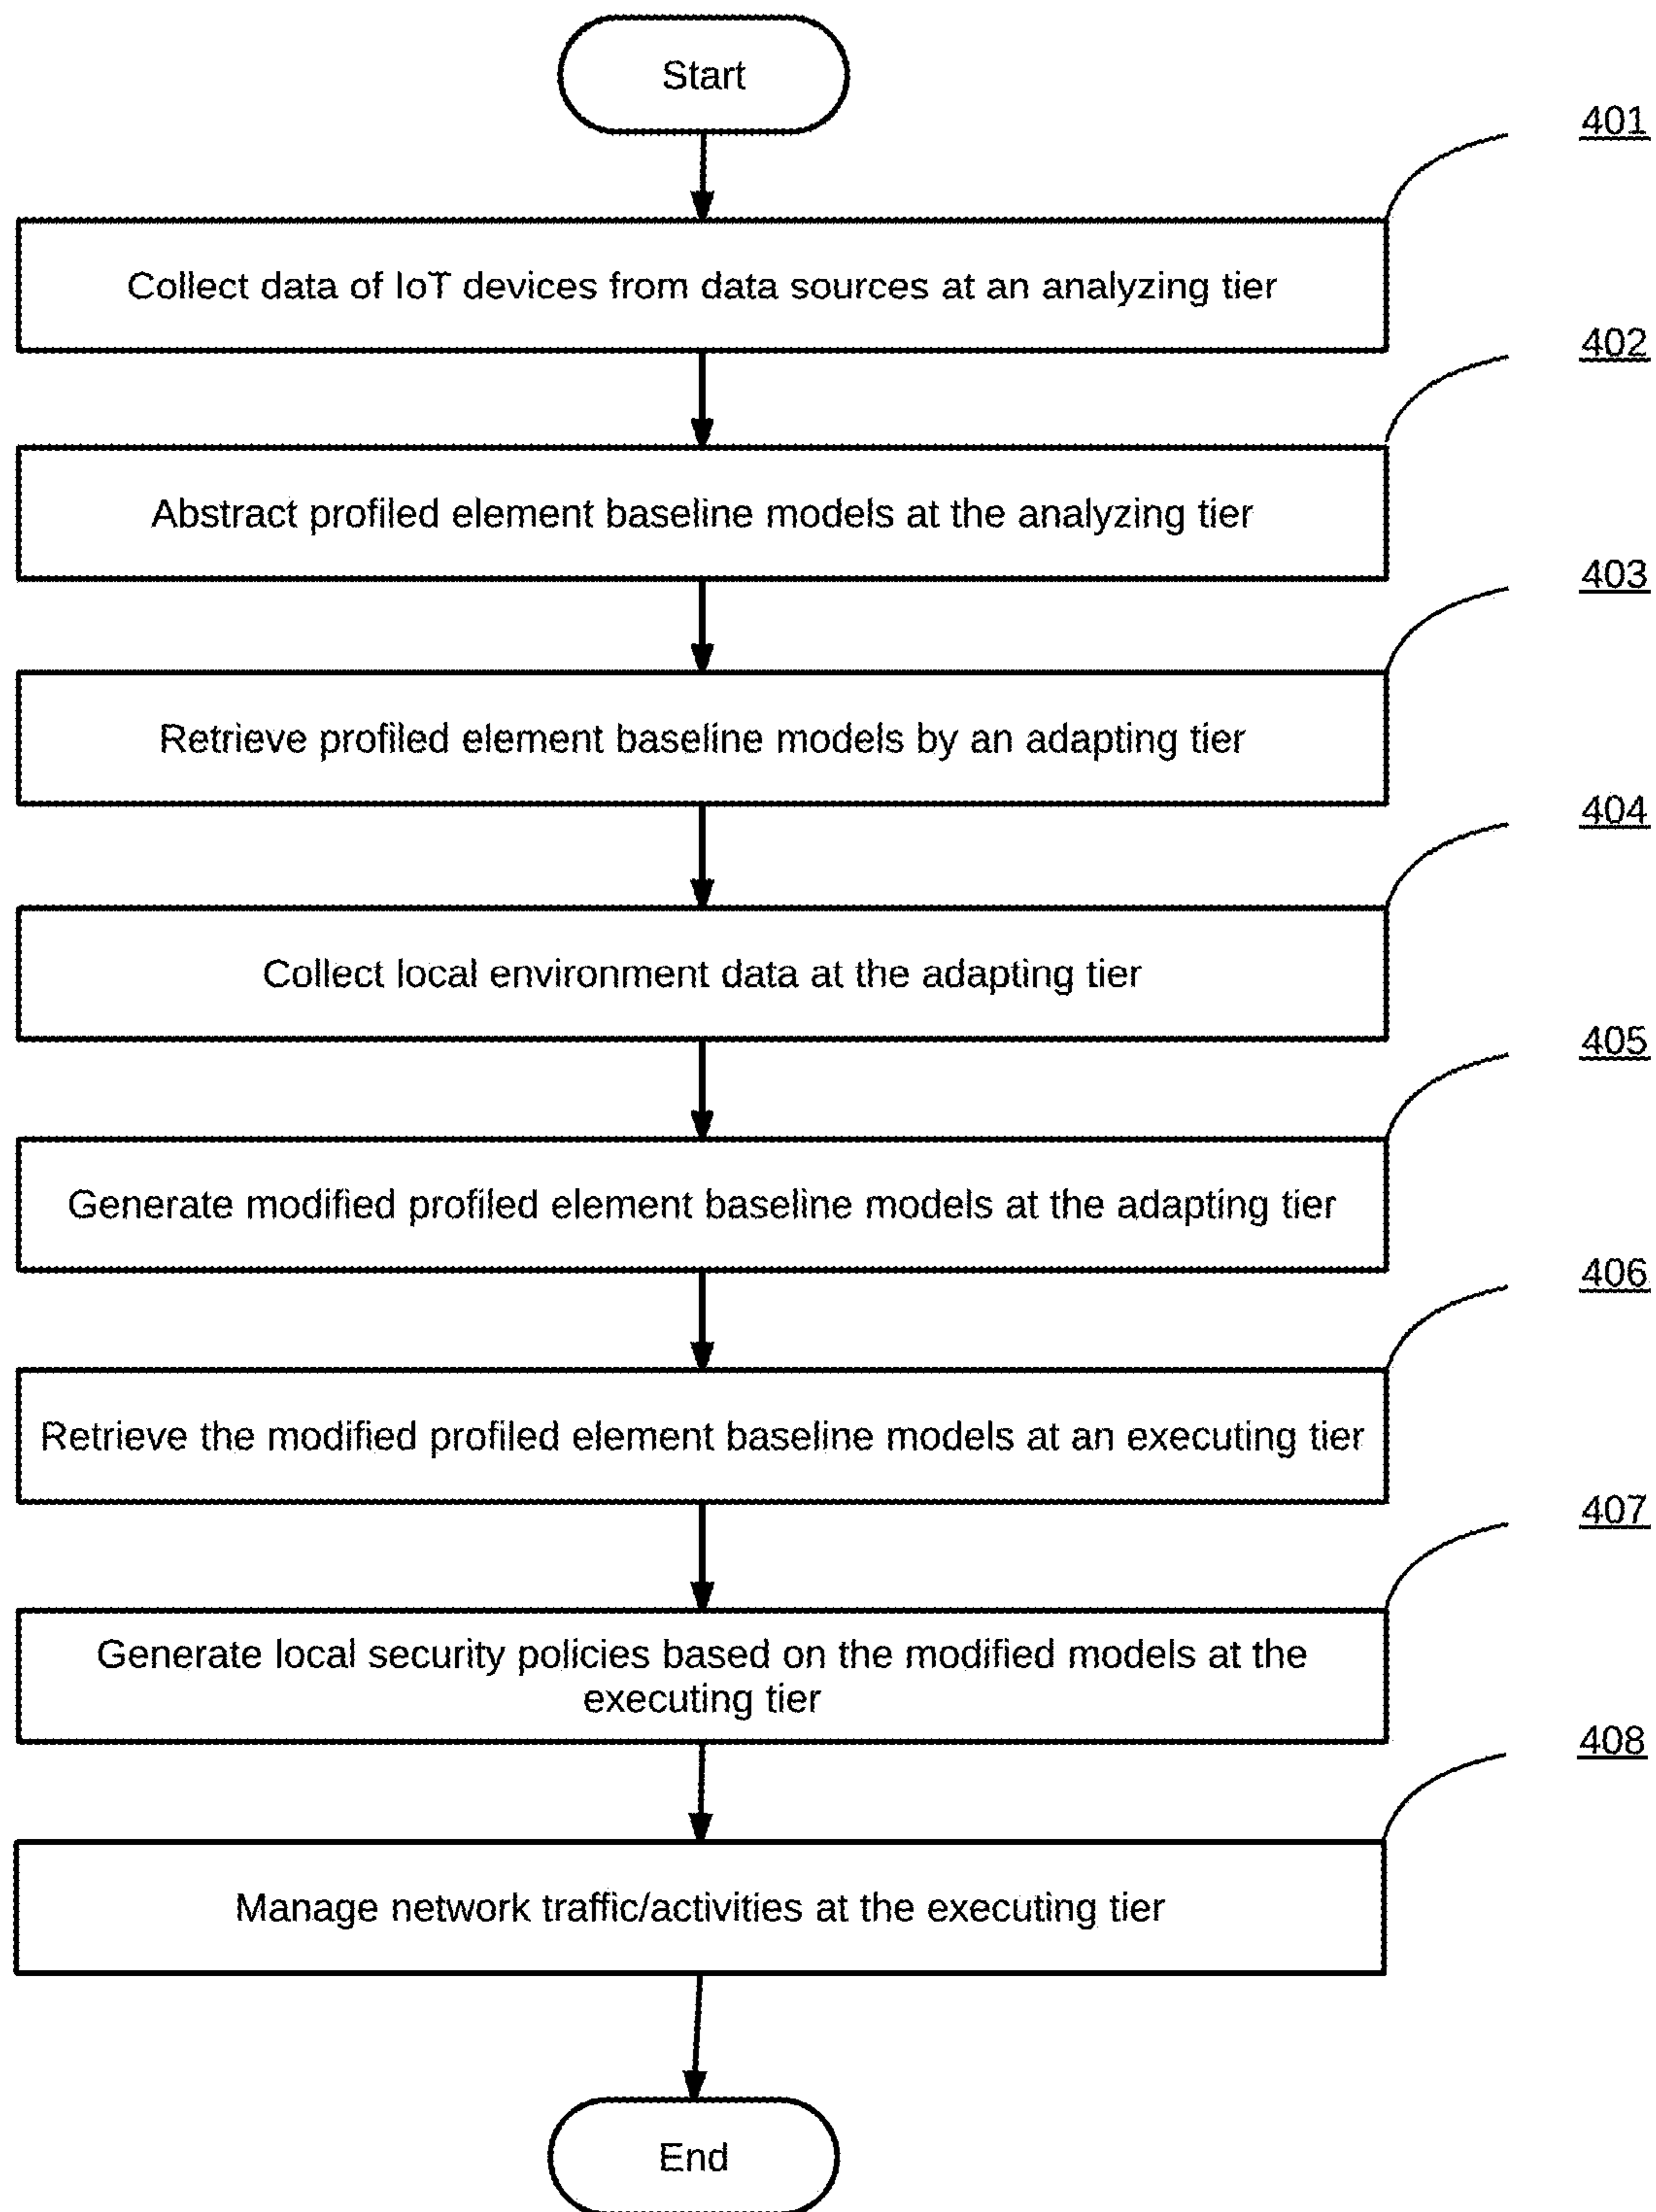 Start
401
Collect data of IoT devices from data sources at an analyzing tier
402
Abstract profiled element baseline models at the analyzing tier
403
Retrieve profiled element baseline models by an adapting tier
404
Collect local environment data at the adapting tier
405
Generate modified profiled element baseline models at the adapting tier
406
Retrieve the modified profiled element baseline models at an executing tier
407
Generate local security policies based on the modified models at the
executing tier
408
Manage network traffic/activities at the executing tier
End